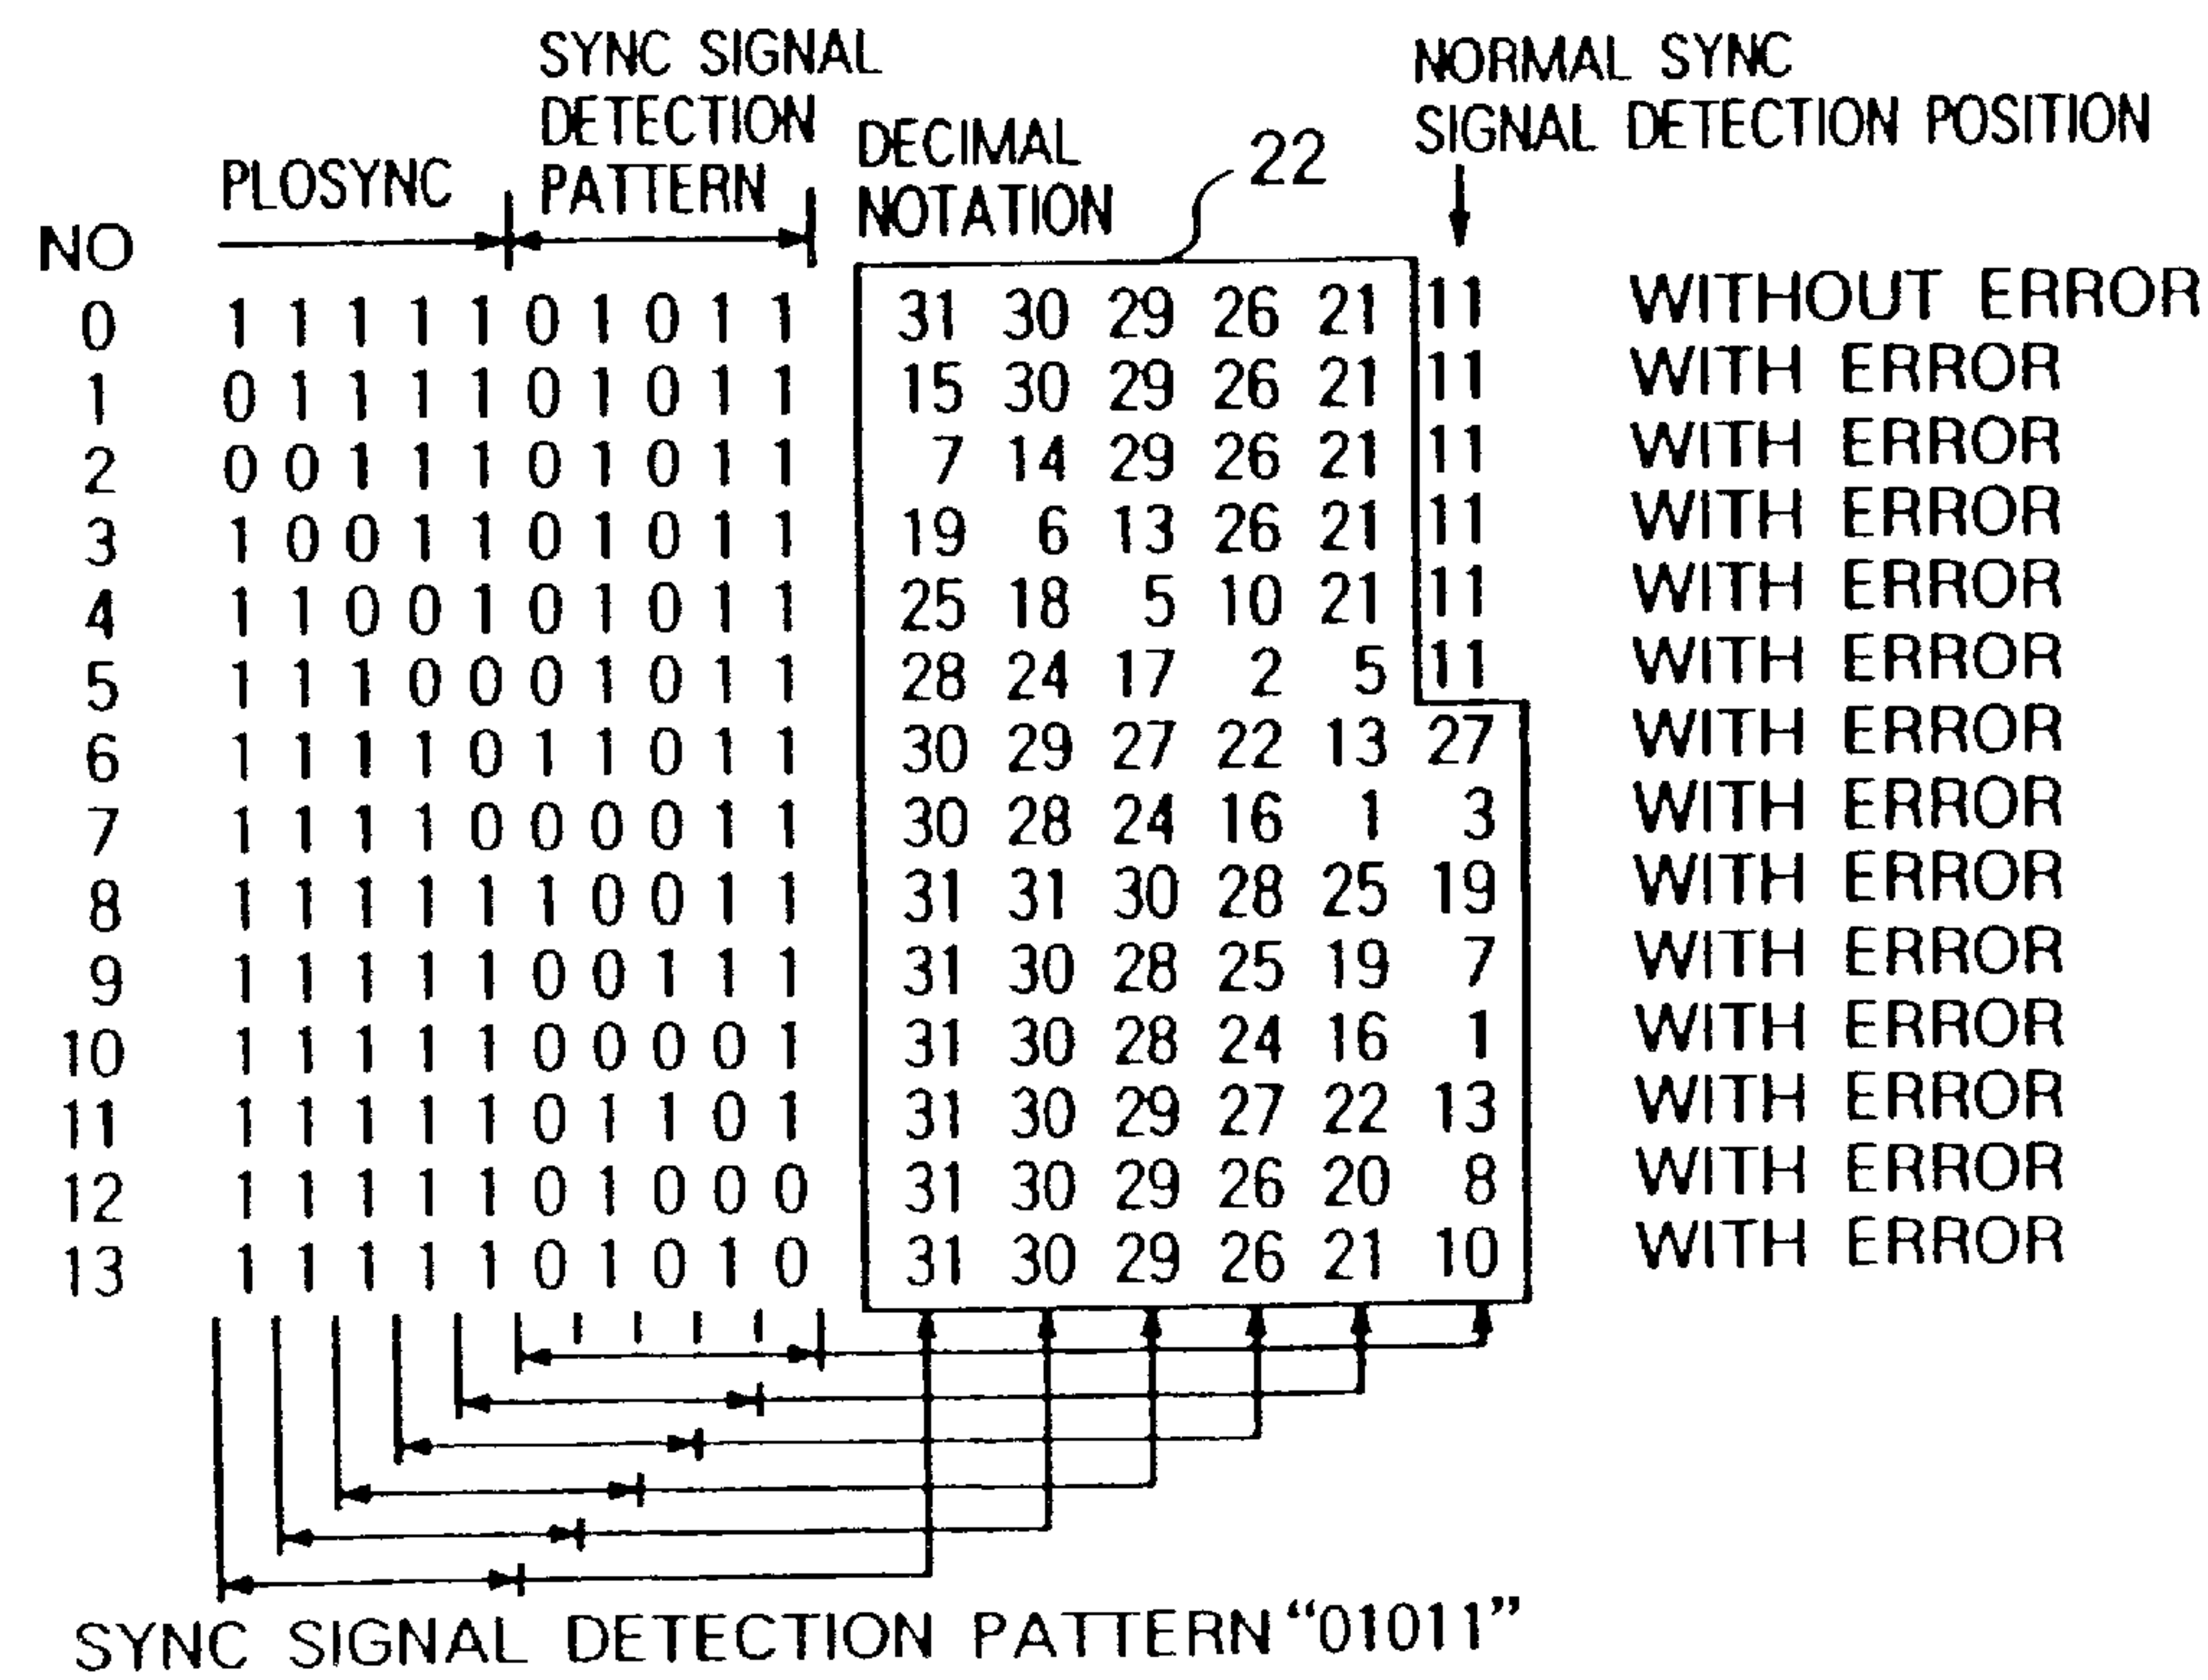 SYNC SIGNAL
DETECTION
PATTERN
PLOSYNC
DECIMAL
NOTATION
22
NORMAL SYNC
SIGNAL DETECTION POSITION
NO
0 1 1 1 1 1 0 1 0 1 1 31 30 29 26 21 11 WITHOUT ERROR
1 0 1 1 1 1 0 1 0 1 1 15 30 29 26 21 11 WITH ERROR
2 0 0 1 1 1 0 1 0 1 1 7 14 29 26 21 11 WITH ERROR
3 1 0 0 1 1 0 1 0 1 1 19 6 13 26 21 11 WITH ERROR
4 1 1 0 0 1 0 1 0 1 1 25 18 5 10 21 11 WITH ERROR
5 1 1 1 0 0 0 1 0 1 1 28 24 17 2 5 11 WITH ERROR
6 1 1 1 1 0 1 1 0 1 1 30 29 27 22 13 27 WITH ERROR
7 1 1 1 1 0 0 0 0 1 1 30 28 24 16 1 3 WITH ERROR
8 1 1 1 1 1 1 0 0 1 1 31 31 30 28 25 19 WITH ERROR
9 1 1 1 1 1 0 0 1 1 1 31 30 28 25 19 7 WITH ERROR
10 1 1 1 1 1 0 0 0 0 1 31 30 28 24 16 1 WITH ERROR
11 1 1 1 1 1 0 1 1 0 1 31 30 29 27 22 13 WITH ERROR
12 1 1 1 1 1 0 1 0 0 0 31 30 29 26 20 8 WITH ERROR
13 1 1 1 1 1 0 1 0 1 0 31 30 29 26 21 10 WITH ERROR
SYNC SIGNAL DETECTION PATTERN “01011”